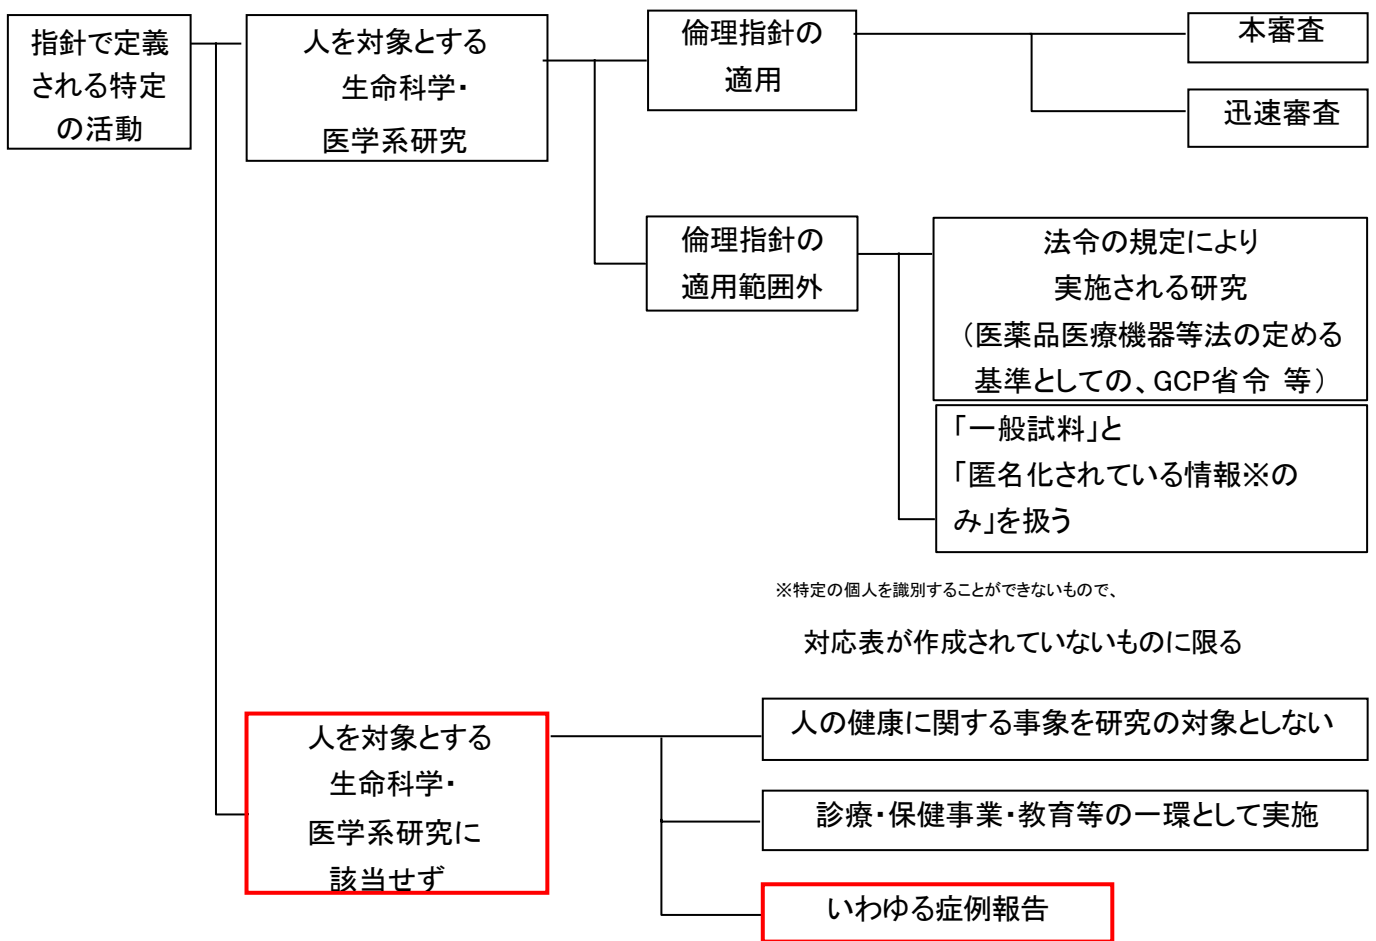 指針で定義
される特定
の活動
人を対象とする
生命科学・
医学系研究
倫理指針の
適用
本審査
迅速審査
倫理指針の
適用範囲外
法令の規定により
実施される研究
（医薬品医療機器等法の定める
基準としての、GCP省令 等）
「一般試料」と
「匿名化されている情報※の
み」を扱う
※特定の個人を識別することができないもので、
対応表が作成されていないものに限る
人を対象とする
生命科学・
医学系研究に
該当せず
人の健康に関する事象を研究の対象としない
診療・保健事業・教育等の一環として実施
いわゆる症例報告